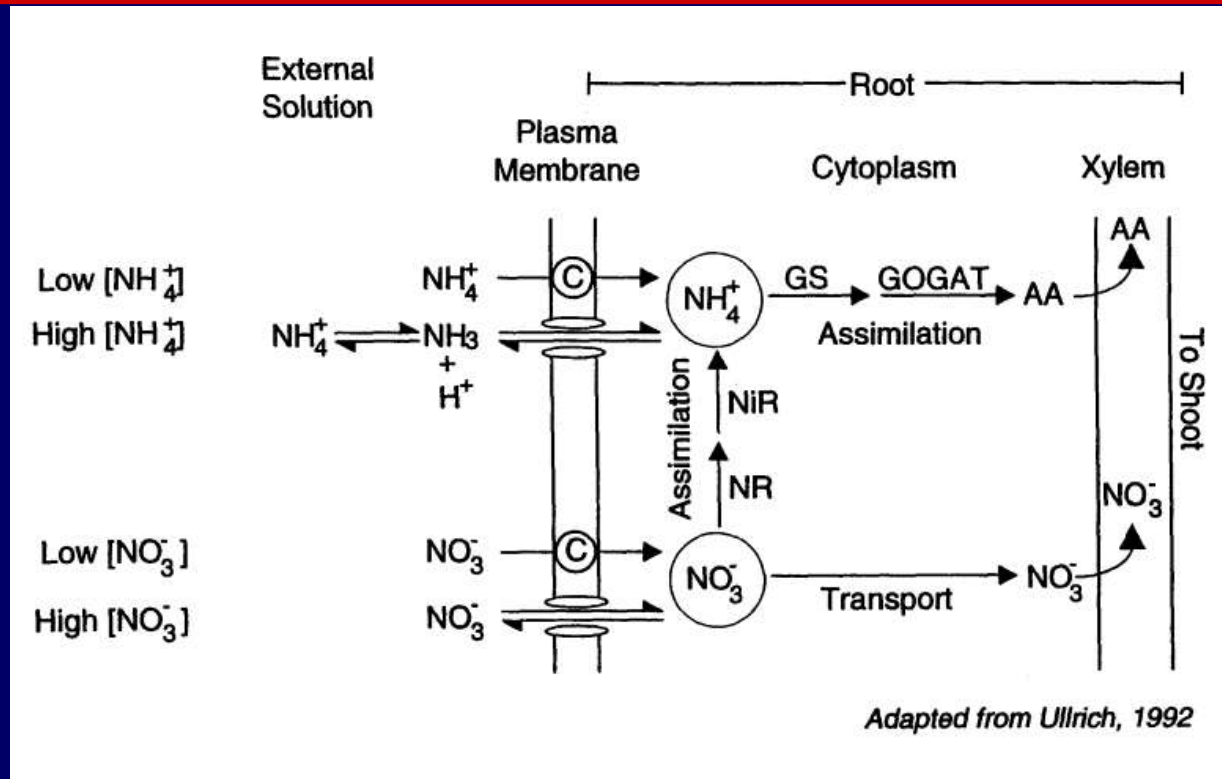 External
Solution
Root
Plasma
Membrane
Cytoplasm
Xylem
AA
Low [NH₄⁺]
NH₄⁺
C
NH₄⁺
GS
GOGAT
AA
Assimilation
High [NH₄⁺]
NH₄⁺
NH₃
+
H⁺
Assimilation
NiR
NR
To Shoot
NO₃⁻
Low [NO₃⁻]
NO₃⁻
C
NO₃⁻
Transport
NO₃⁻
High [NO₃⁻]
NO₃⁻
Adapted from Ullrich, 1992